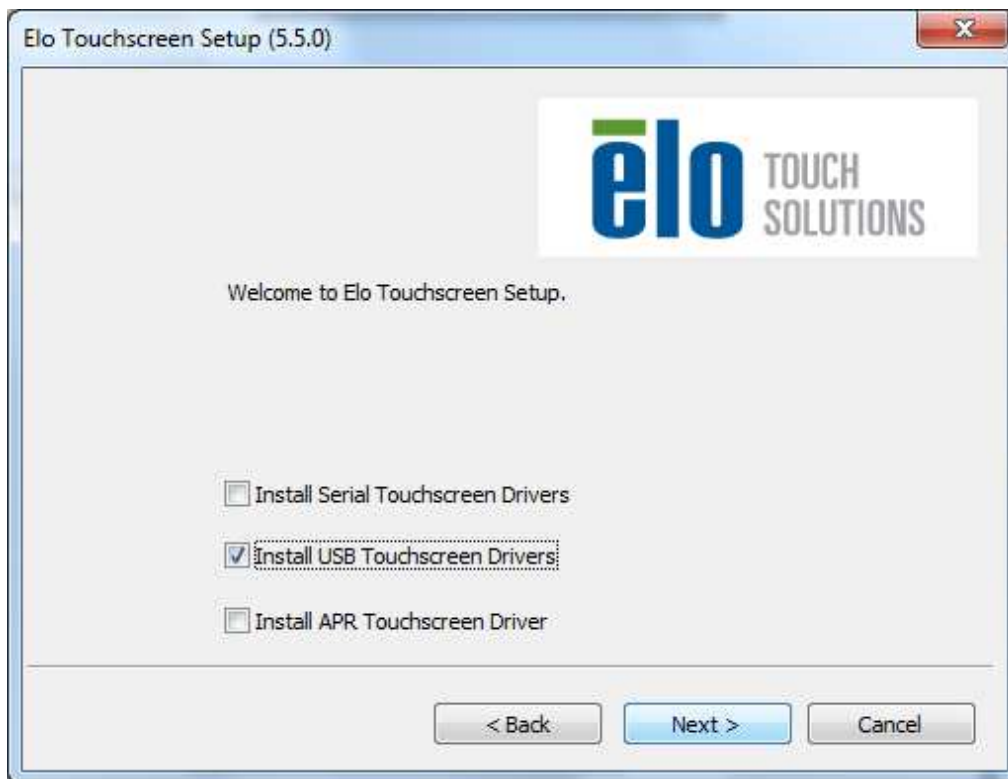 Elo Touchscreen Setup (5.5.0)
elo TOUCH
SOLUTIONS
Welcome to Elo Touchscreen Setup.
Install Serial Touchscreen Drivers
Install USB Touchscreen Drivers
Install APR Touchscreen Driver
< Back Next > Cancel